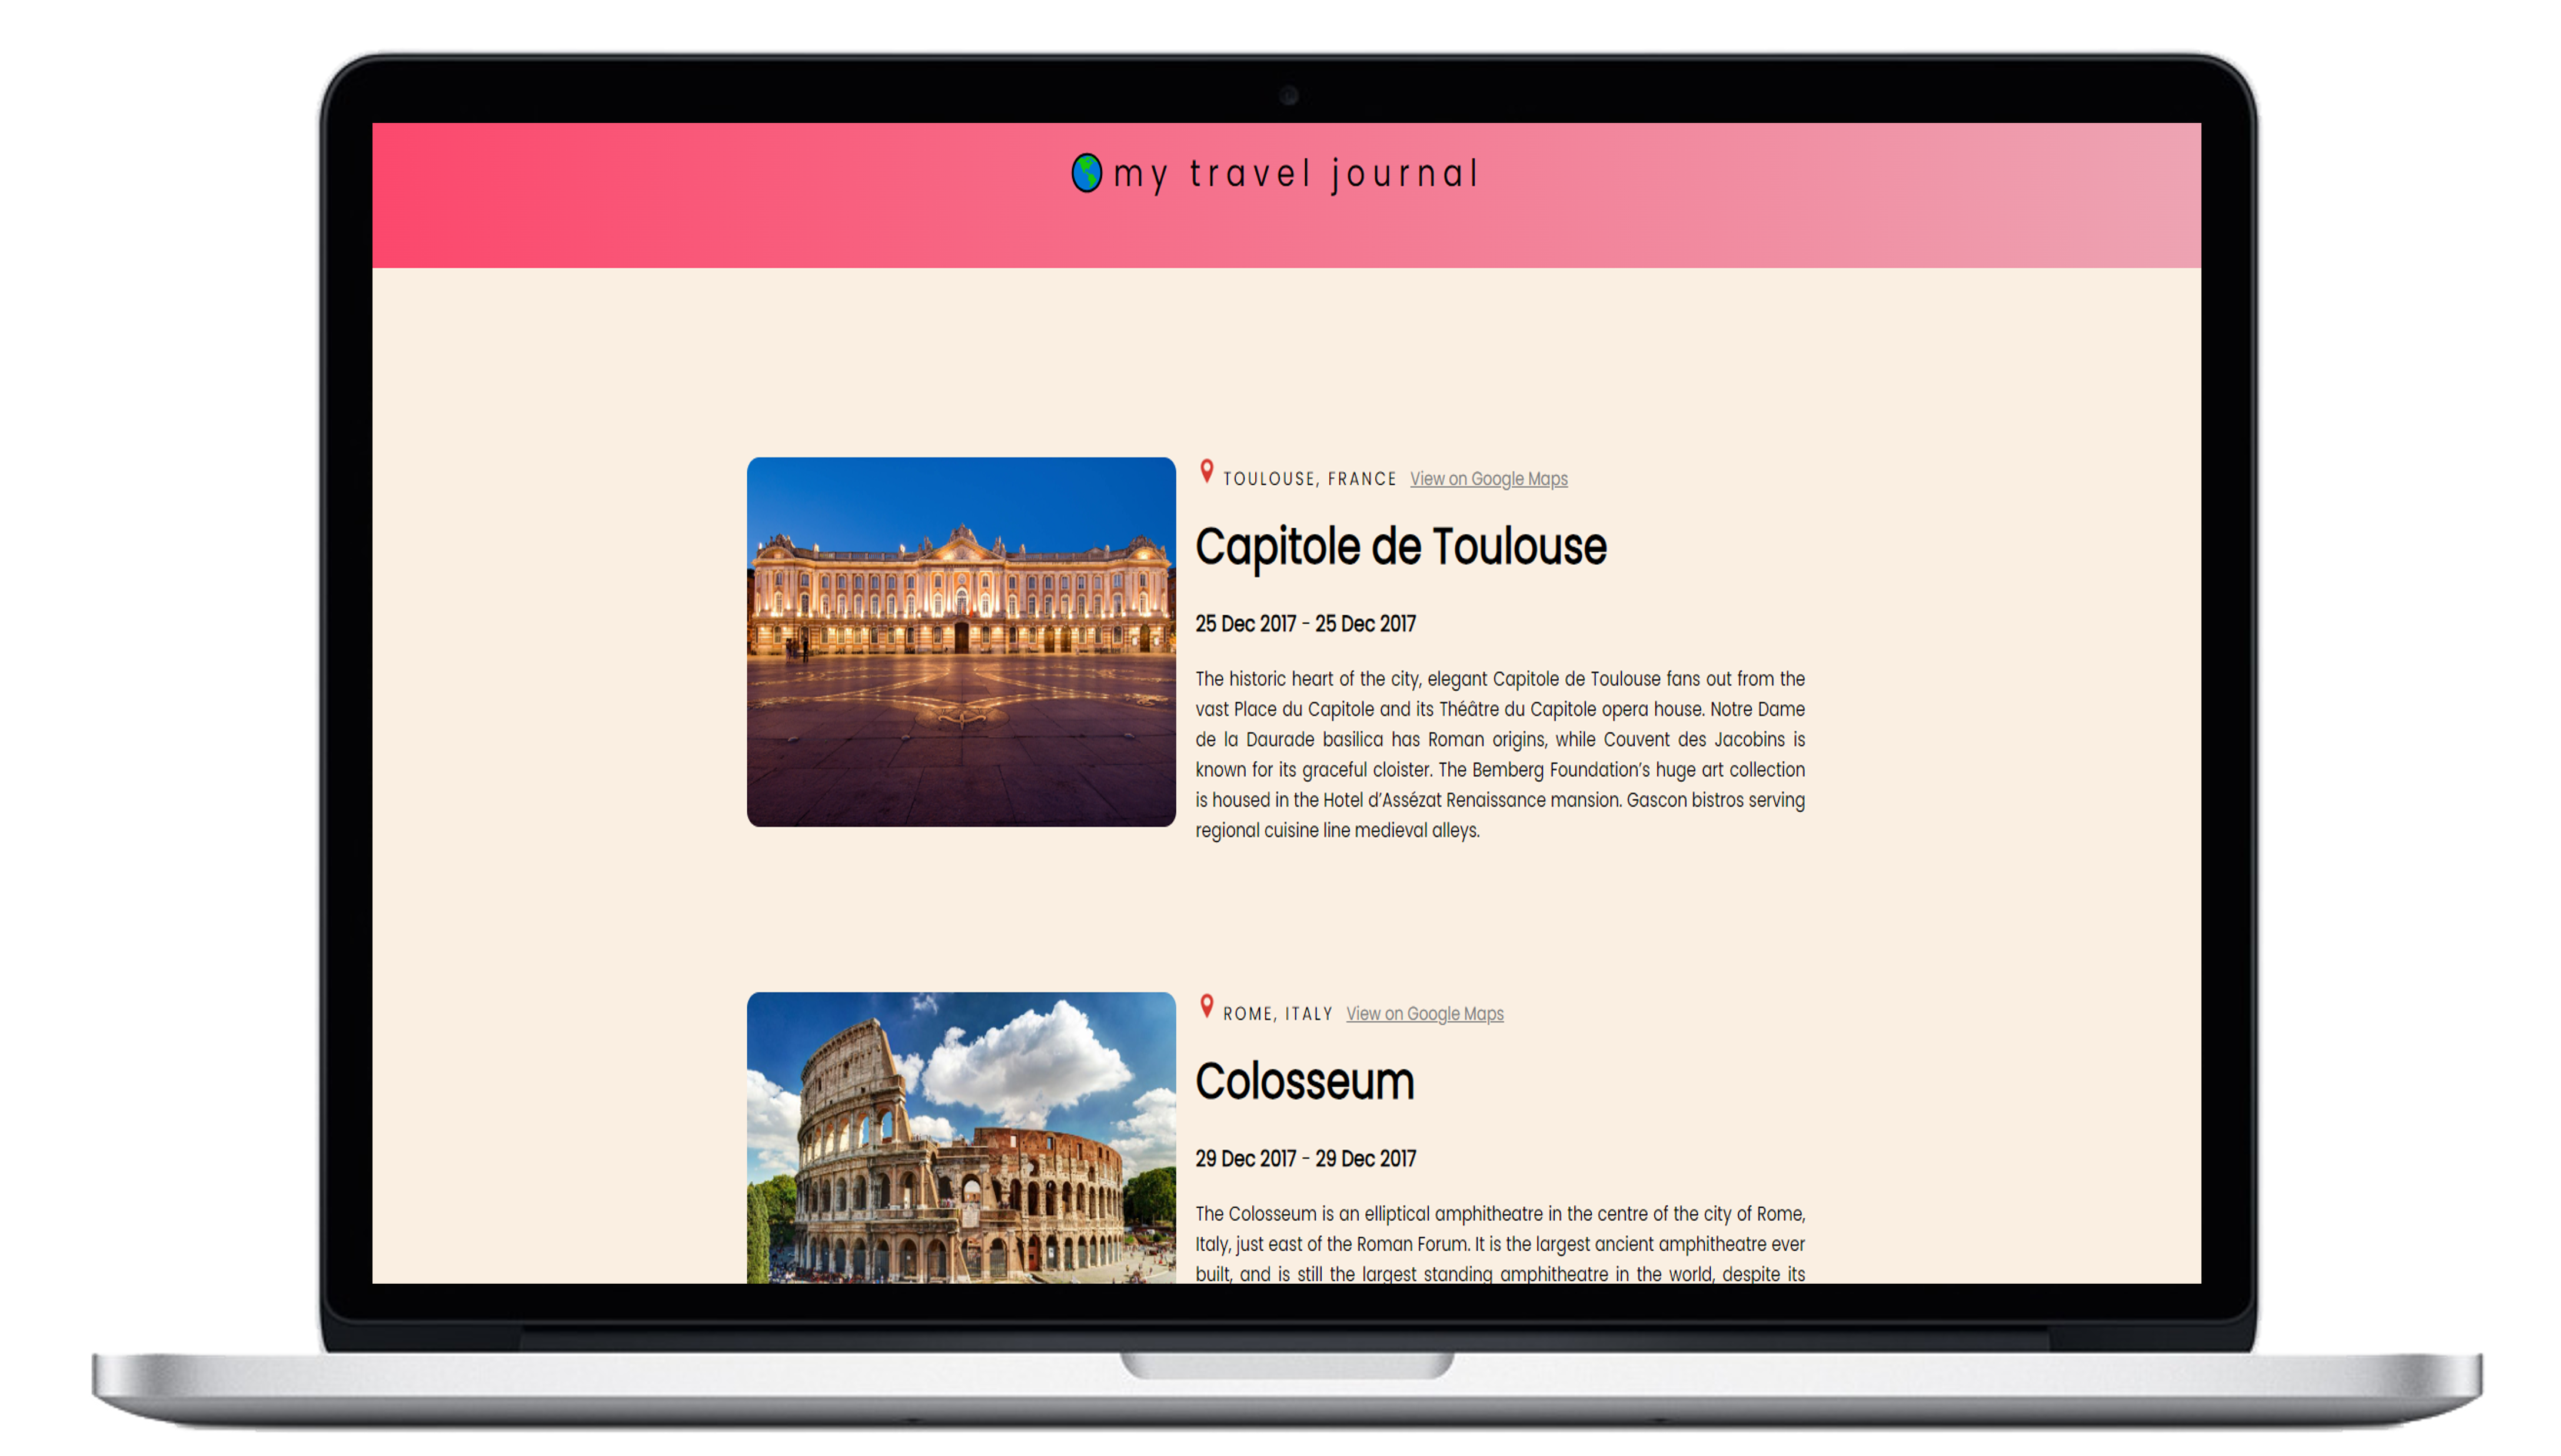 my travel journal
TOULOUSE, FRANCE View on Google Maps
Capitole de Toulouse
25 Dec 2017 - 25 Dec 2017
The historic heart of the city, elegant Capitole de Toulouse fans out from the
vast Place du Capitole and its Théâtre du Capitole opera house. Notre Dame
de la Daurade basilica has Roman origins, while Couvent des Jacobins is
known for its graceful cloister. The Bemberg Foundation’s huge art collection
is housed in the Hotel d’Assézat Renaissance mansion. Gascon bistros serving
regional cuisine line medieval alleys.
ROME, ITALY View on Google Maps
Colosseum
29 Dec 2017 - 29 Dec 2017
The Colosseum is an elliptical amphitheatre in the centre of the city of Rome,
Italy, just east of the Roman Forum. It is the largest ancient amphitheatre ever
built, and is still the largest standing amphitheatre in the world, despite its